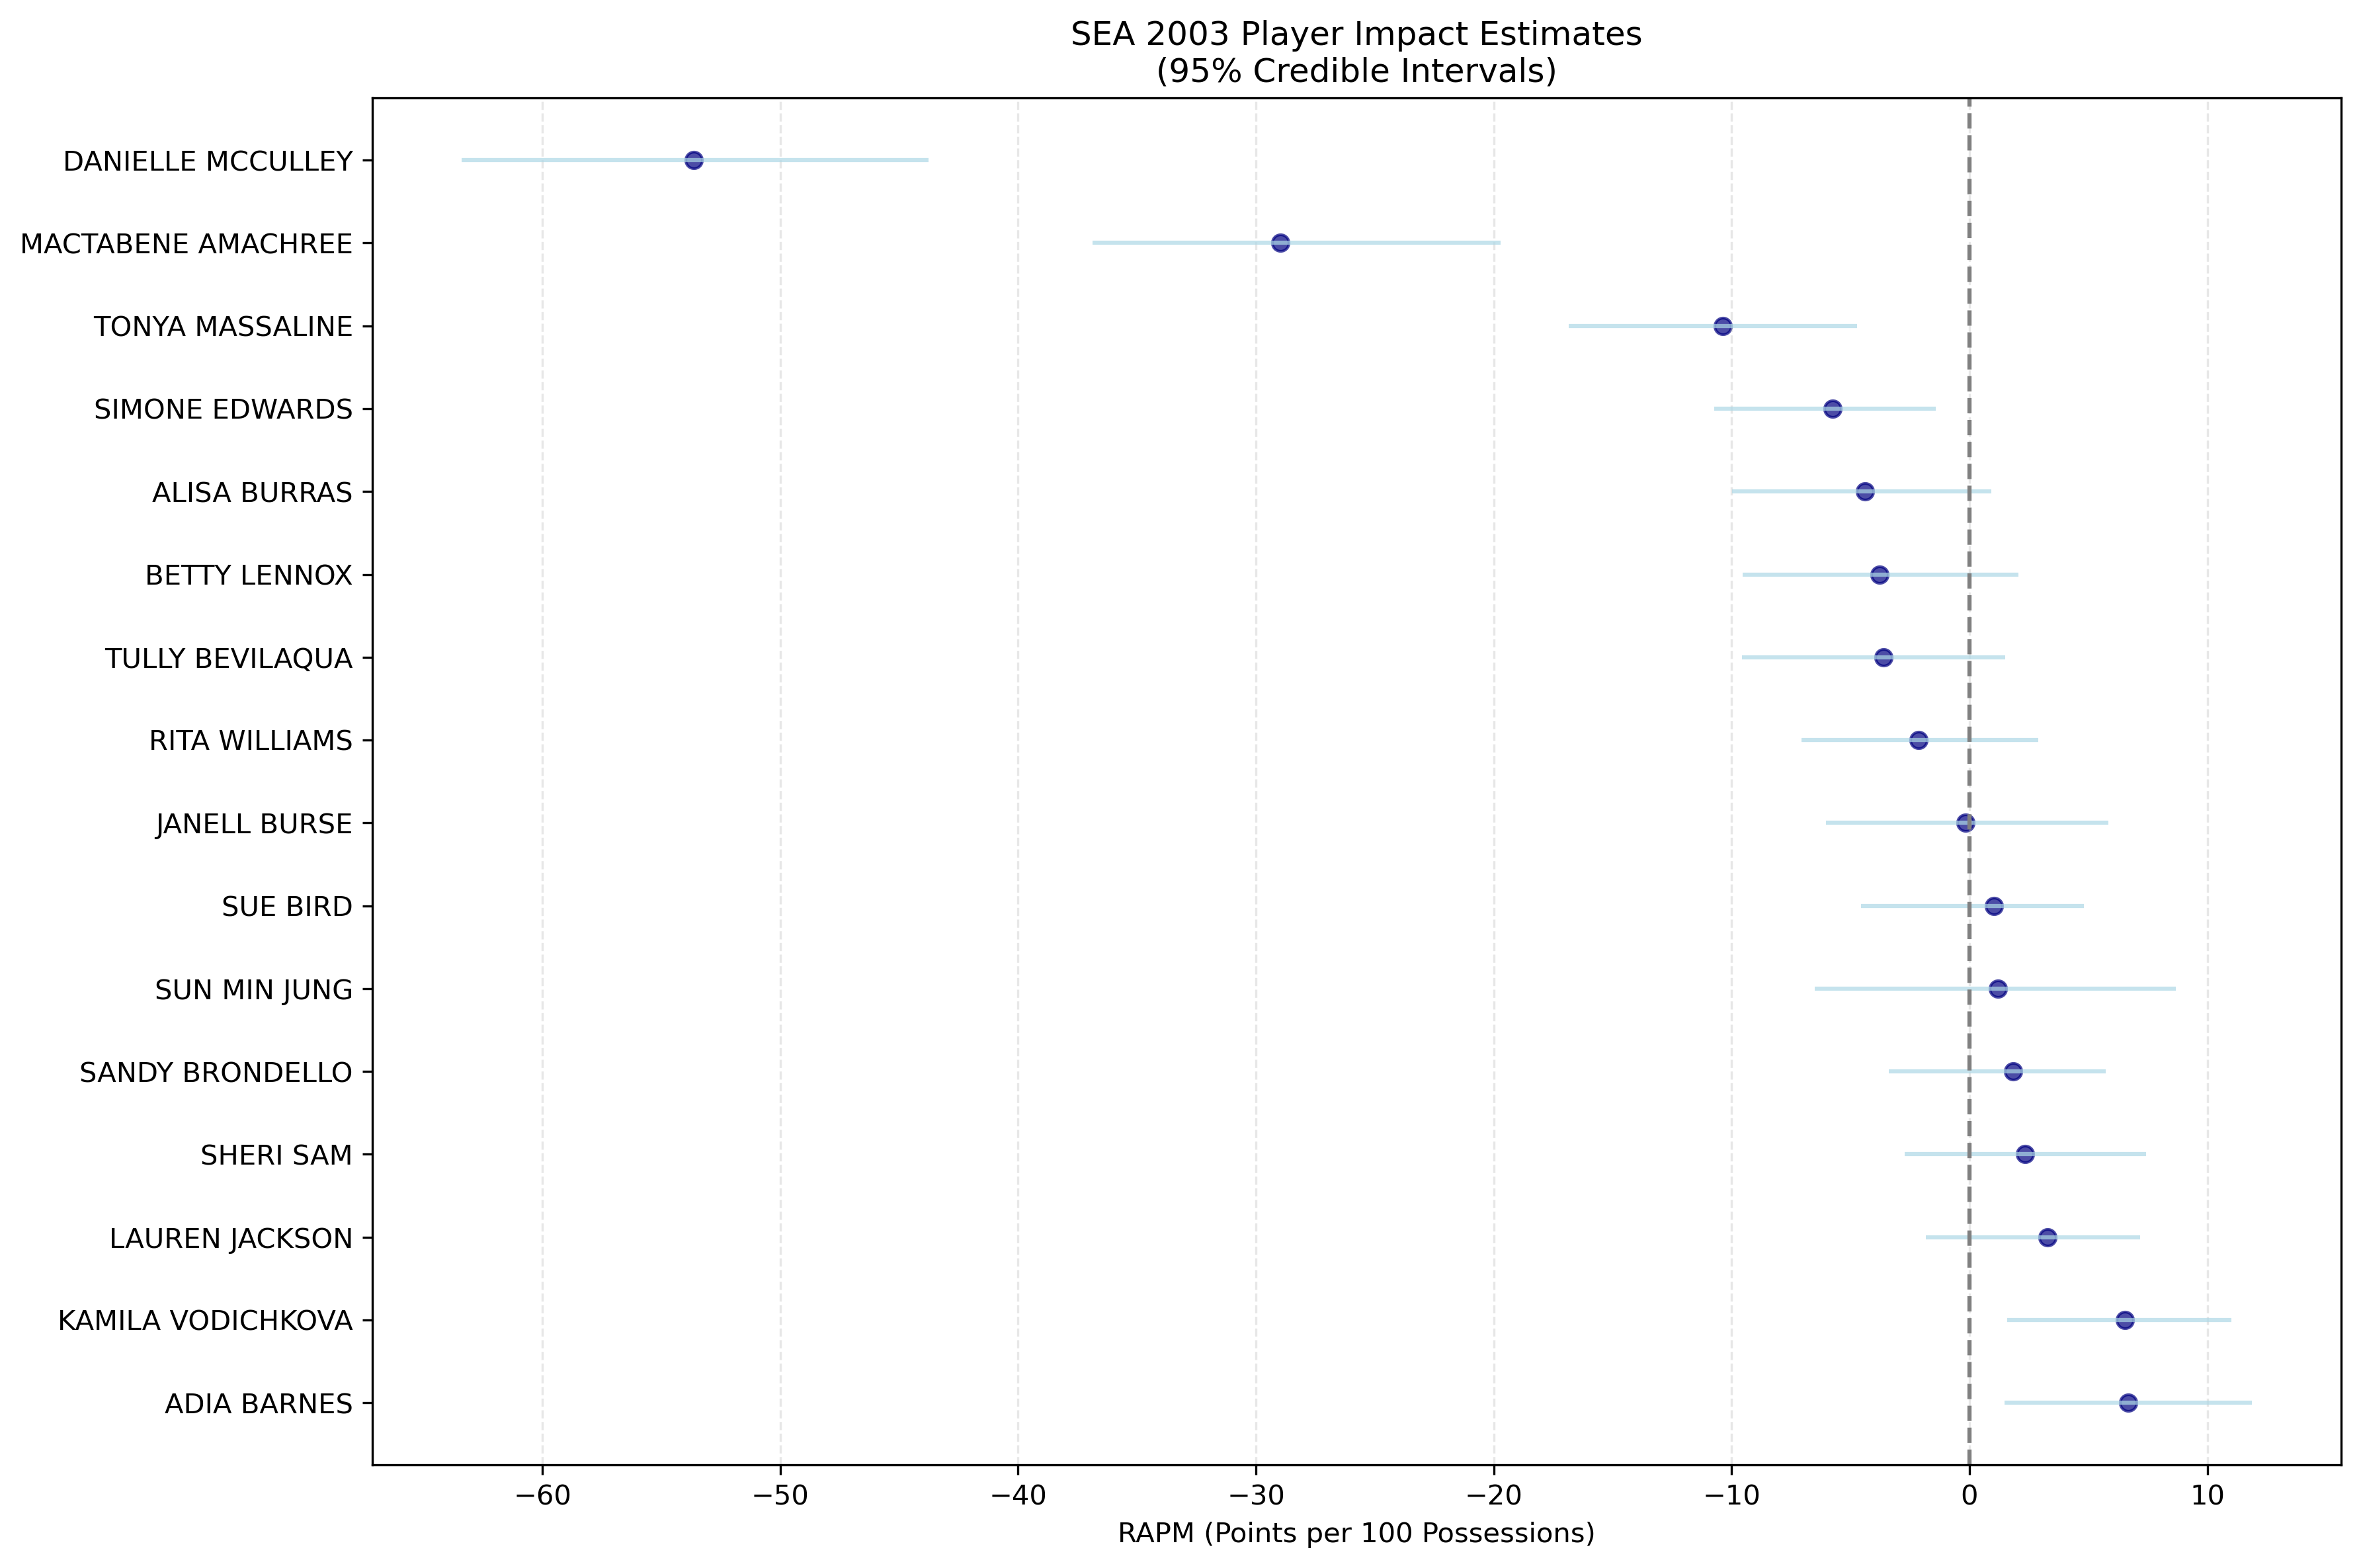 SEA 2003 Player Impact Estimates
(95% Credible Intervals)
DANIELLE MCCULLEY
MACTABENE AMACHREE
TONYA MASSALINE
SIMONE EDWARDS
ALISA BURRAS
BETTY LENNOX
TULLY BEVILAQUA
RITA WILLIAMS
JANELL BURSE
SUE BIRD
SUN MIN JUNG
SANDY BRONDELLO
SHERI SAM
LAUREN JACKSON
KAMILA VODICHKOVA
ADIA BARNES
−60 −50 −40 −30 −20 −10 0 10
RAPM (Points per 100 Possessions)